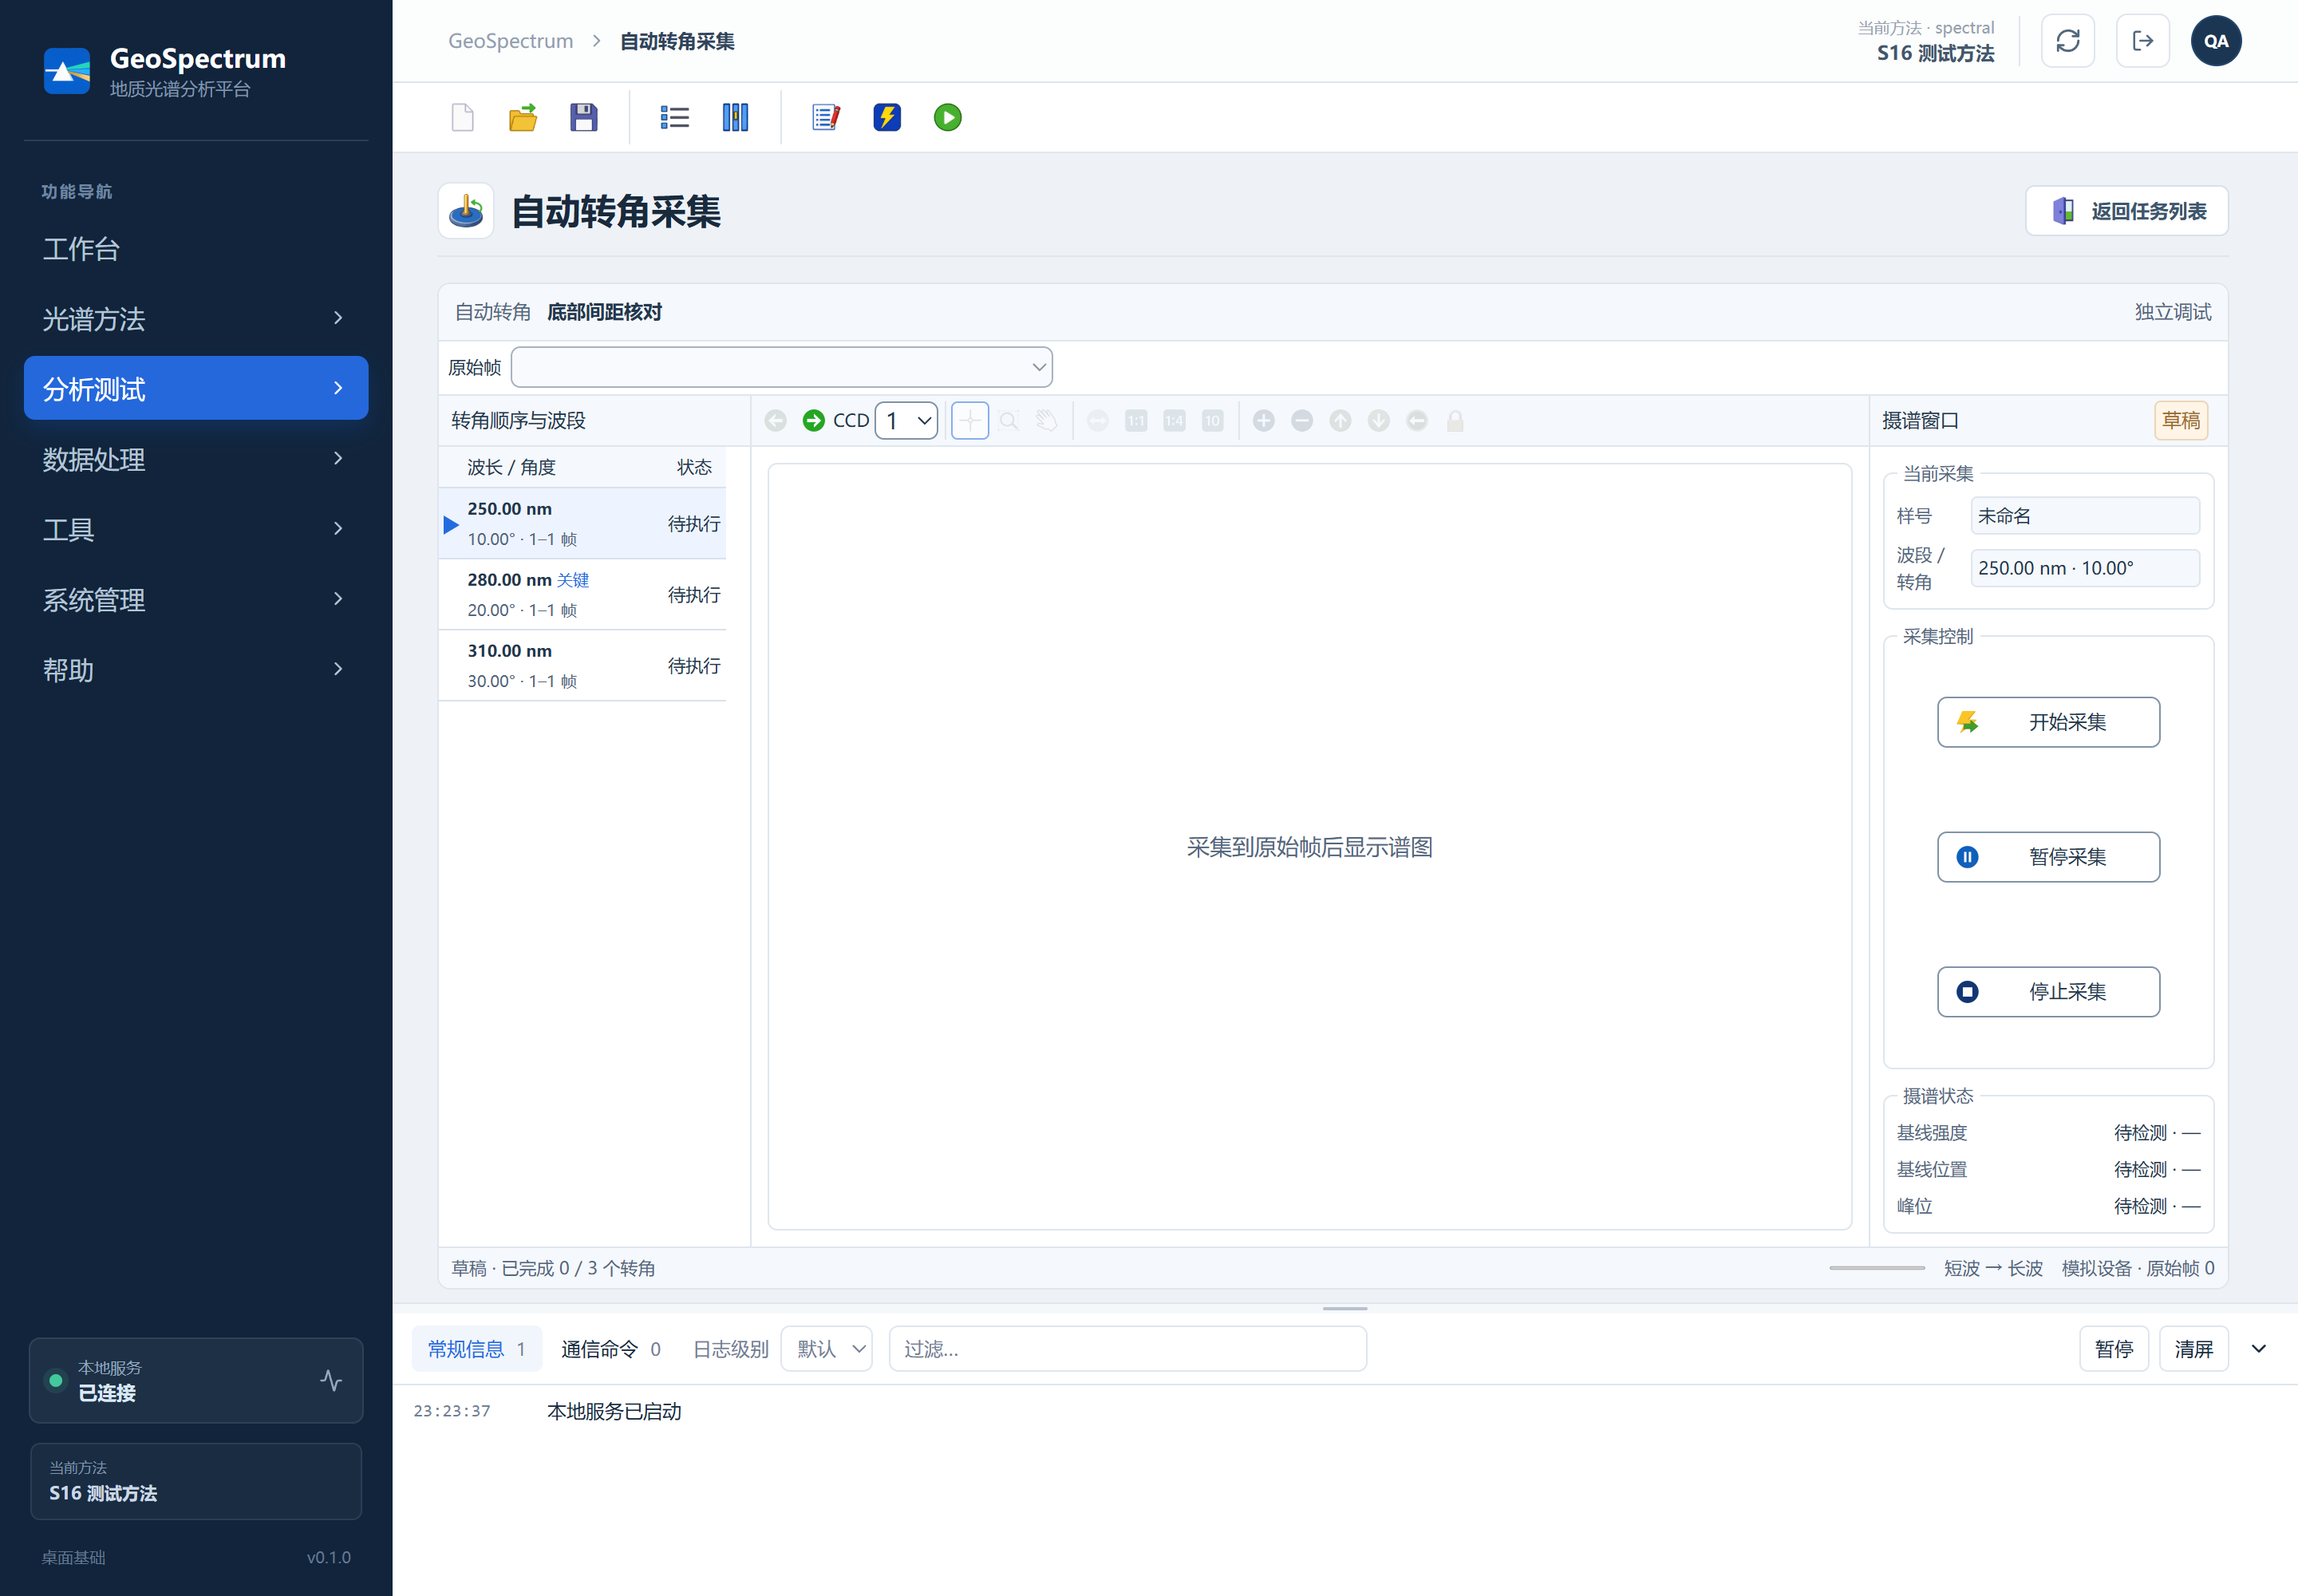 GeoSpectrum
地质光谱分析平台
功能导航
工作台
光谱方法
分析测试
数据处理
工具
系统管理
帮助
本地服务
已连接
当前方法
S16 测试方法
桌面基础 v0.1.0
GeoSpectrum 自动转角采集
当前方法 · spectral
S16 测试方法
QA
自动转角采集
返回任务列表
自动转角 底部间距核对 独立调试
原始帧
转角顺序与波段
CCD 1
1:1 1:4 10
摄谱窗口 草稿
波长 / 角度 状态
250.00 nm
10.00° · 1–1 帧
待执行
280.00 nm 关键
20.00° · 1–1 帧
待执行
310.00 nm
30.00° · 1–1 帧
待执行
采集到原始帧后显示谱图
当前采集
样号 未命名
波段 /
转角
250.00 nm · 10.00°
采集控制
开始采集
暂停采集
停止采集
摄谱状态
基线强度 待检测 · —
基线位置 待检测 · —
峰位 待检测 · —
草稿 · 已完成 0 / 3 个转角
短波 → 长波 模拟设备 · 原始帧 0
常规信息 1 通信命令 0 日志级别 默认 过滤... 暂停 清屏
23:23:37 本地服务已启动